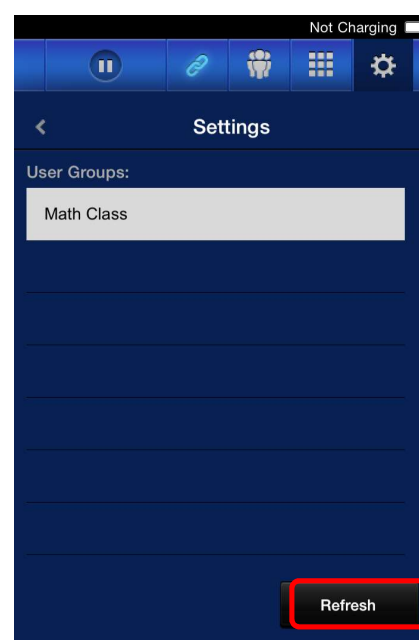 Not Charging
Settings
User Groups:
Math Class
Refresh